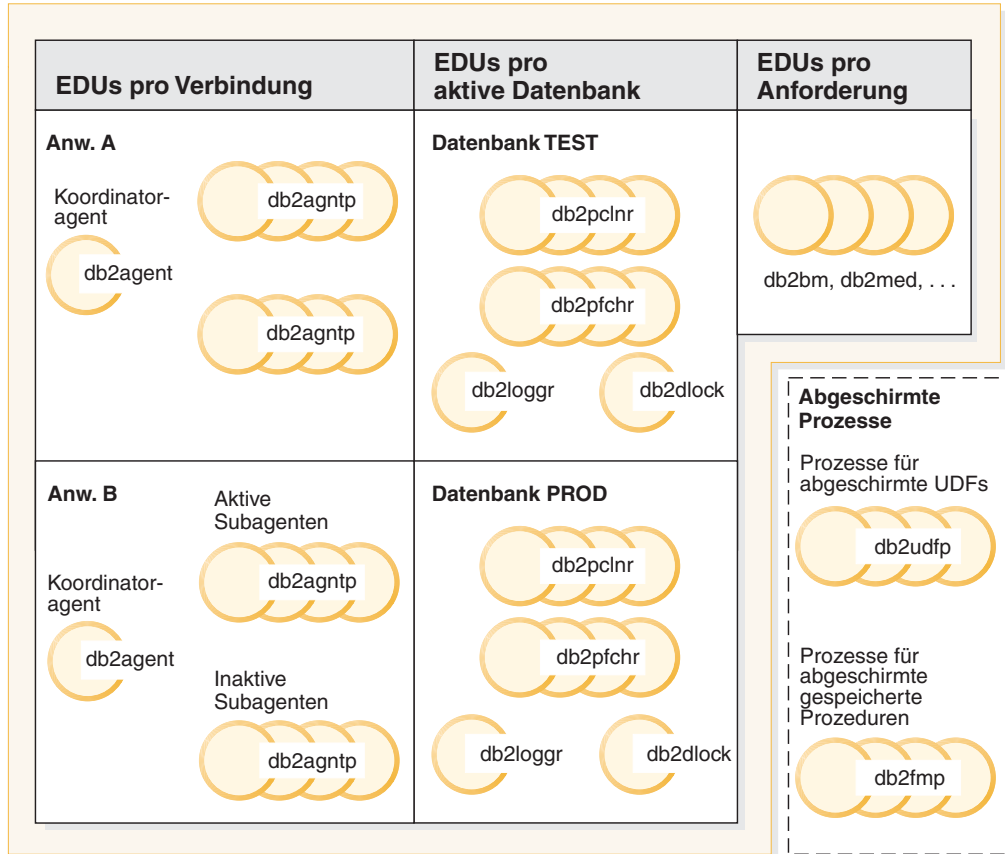 EDUs pro Verbindung
EDUs pro
aktive Datenbank
EDUs pro
Anforderung
Anw. A
Koordinator-
agent
db2agent
db2agntp
db2agntp
Datenbank TEST
db2pclnr
db2pfchr
db2loggr
db2dlock
db2bm, db2med, . . .
Anw. B
Koordinator-
agent
db2agent
Aktive
Subagenten
db2agntp
Inaktive
Subagenten
db2agntp
Datenbank PROD
db2pclnr
db2pfchr
db2loggr
db2dlock
Abgeschirmte
Prozesse
Prozesse für
abgeschirmte UDFs
db2udfp
Prozesse für
abgeschirmte
gespeicherte
Prozeduren
db2fmp